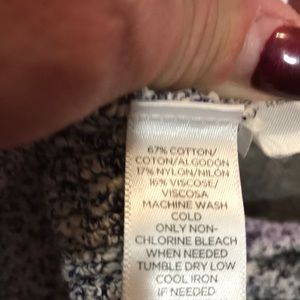 67% COTTON/
COTON/ALGODÓN
17% NYLON/NILÓN
16% VISCOSE/
VISCOSA
MACHINE WASH
COLD
ONLY NON-
CHLORINE BLEACH
WHEN NEEDED
TUMBLE DRY LOW
COOL IRON
IF NEEDED